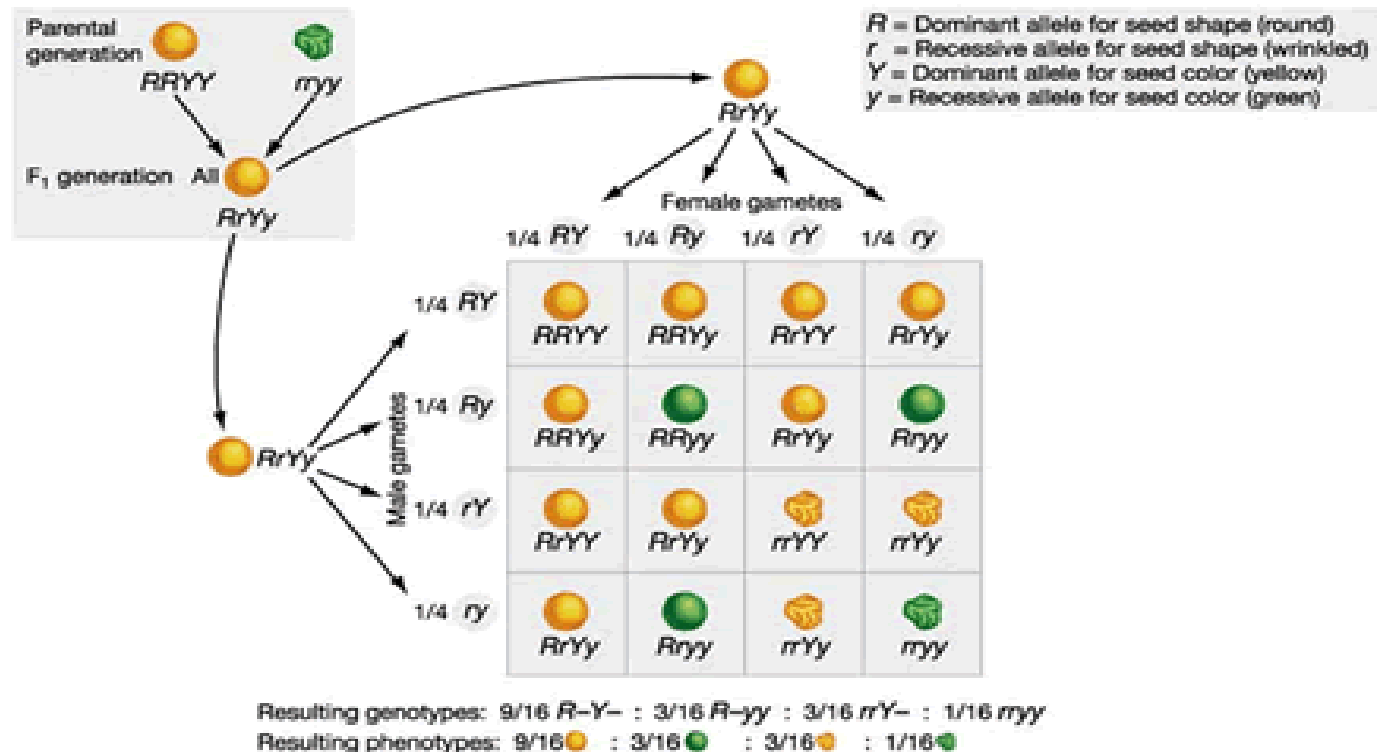 Parental
generation
RRYY rryy
F₁ generation All
RrYy
R = Dominant allele for seed shape (round)
r = Recessive allele for seed shape (wrinkled)
Y = Dominant allele for seed color (yellow)
y = Recessive allele for seed color (green)
RrYy
Female gametes
1/4 RY 1/4 Ry 1/4 rY 1/4 ry
RrYy
Male gametes
1/4 RY
RRYY RRYy RrYY RrYy
1/4 Ry
RRYy RRyy RrYy Rryy
1/4 rY
RrYY RrYy rrYY rrYy
1/4 ry
RrYy Rryy rrYy rryy
Resulting genotypes: 9/16 R–Y– : 3/16 R–yy : 3/16 rrY– : 1/16 rryy
Resulting phenotypes: 9/16 : 3/16 : 3/16 : 1/16